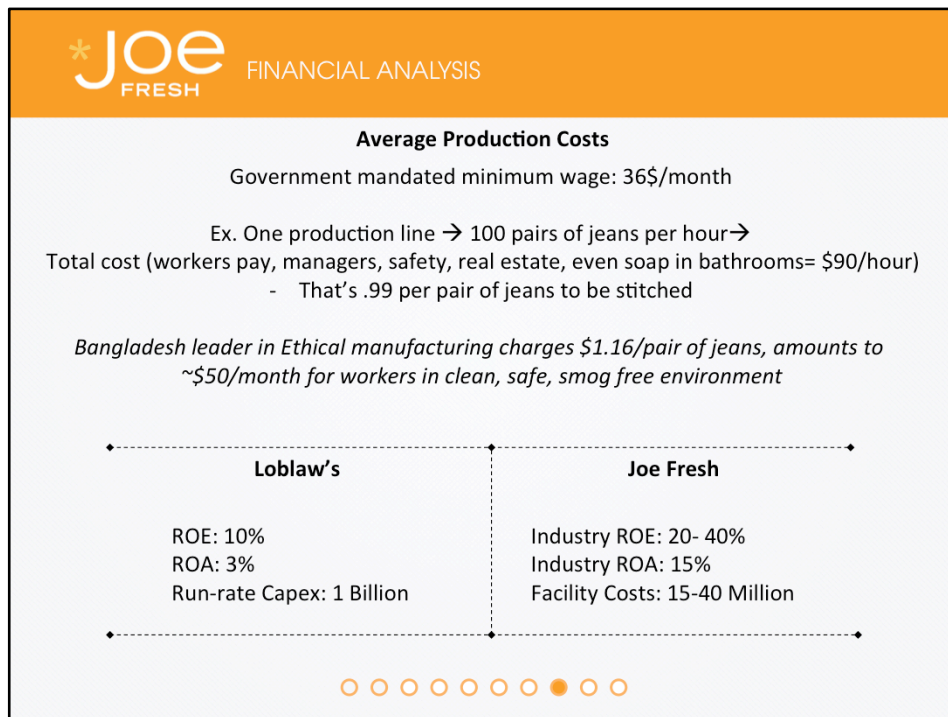 *Joe
FRESH
FINANCIAL ANALYSIS
Average Production Costs
Government mandated minimum wage: 36$/month
Ex. One production line → 100 pairs of jeans per hour→
Total cost (workers pay, managers, safety, real estate, even soap in bathrooms= $90/hour)
- That's .99 per pair of jeans to be stitched
Bangladesh leader in Ethical manufacturing charges $1.16/pair of jeans, amounts to
~$50/month for workers in clean, safe, smog free environment
Loblaw's
ROE: 10%
ROA: 3%
Run-rate Capex: 1 Billion
Joe Fresh
Industry ROE: 20- 40%
Industry ROA: 15%
Facility Costs: 15-40 Million